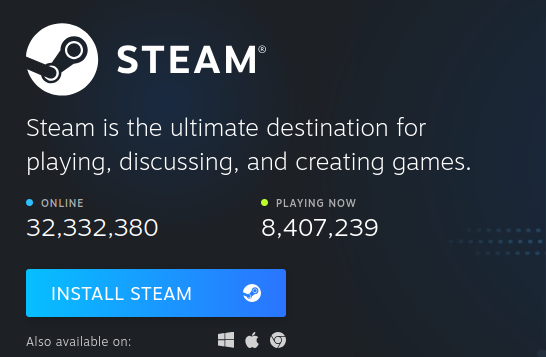 STEAM®
Steam is the ultimate destination for
playing, discussing, and creating games.
ONLINE PLAYING NOW
32,332,380 8,407,239
INSTALL STEAM
Also available on: